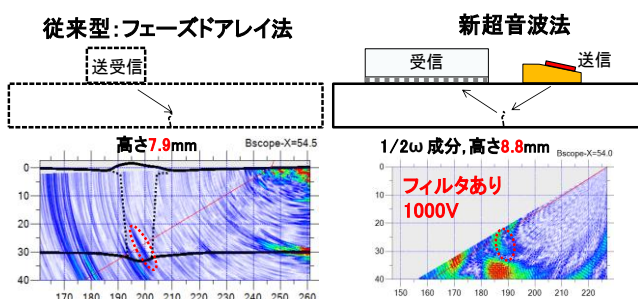 従来型:フェーズドアレイ法
送受信
高さ7.9mm
Bscope-X=54.5
0
10
20
30
40
170 180 190 200 210 220 230 240 250 260
新超音波法
受信
送信
1/2ω 成分,高さ8.8mm
Bscope-X=54.0
フィルタあり
1000V
0
10
20
30
40
150 160 170 180 190 200 210 220